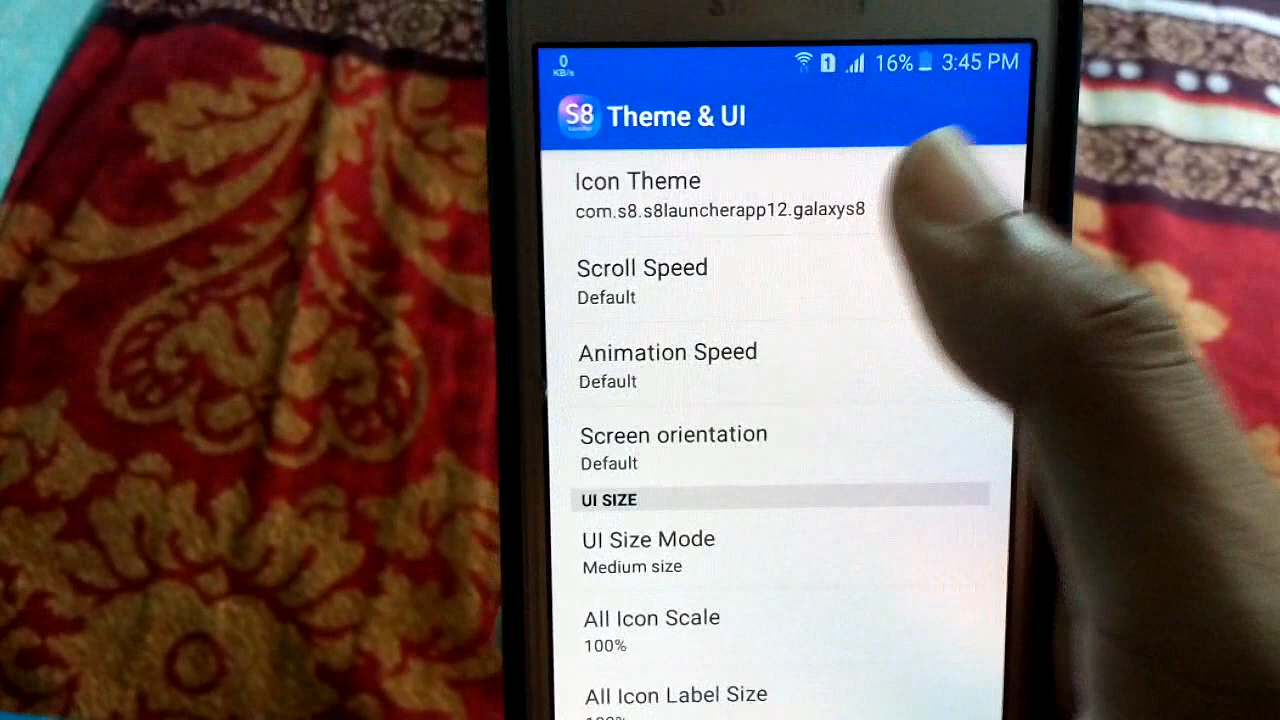 0
KB/s
1
16%
3:45 PM
S8
Theme & UI
Icon Theme
com.s8.s8launcherapp12.galaxys8
Scroll Speed
Default
Animation Speed
Default
Screen orientation
Default
UI SIZE
UI Size Mode
Medium size
All Icon Scale
100%
All Icon Label Size